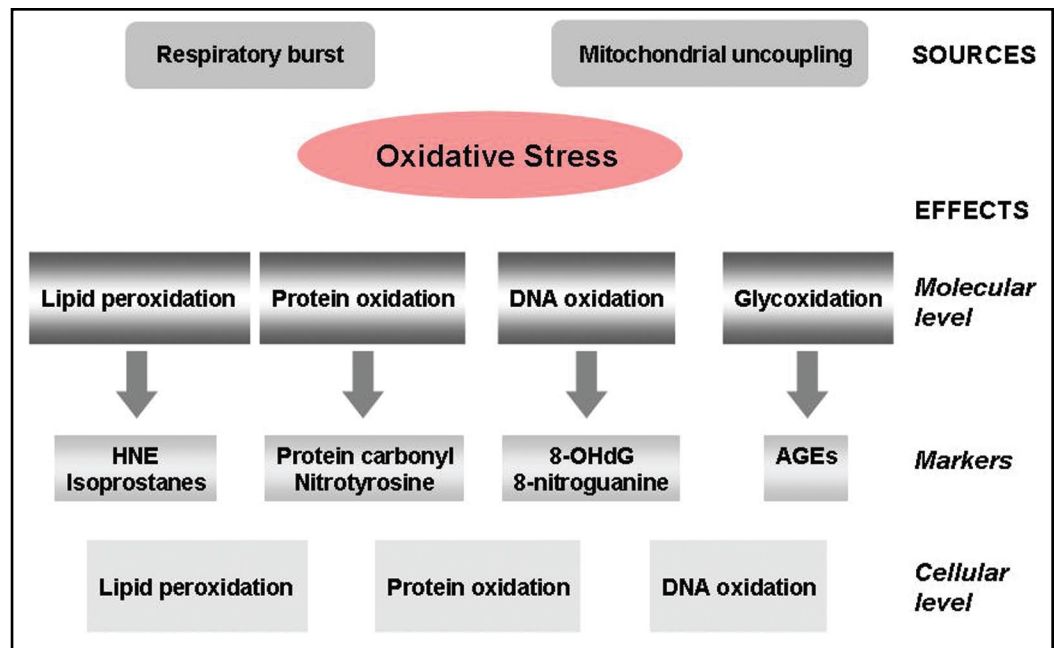 Respiratory burst
Mitochondrial uncoupling
SOURCES
Oxidative Stress
EFFECTS
Lipid peroxidation
Protein oxidation
DNA oxidation
Glycoxidation
Molecular
level
HNE
Isoprostanes
Protein carbonyl
Nitrotyrosine
8-OHdG
8-nitroguanine
AGEs
Markers
Lipid peroxidation
Protein oxidation
DNA oxidation
Cellular
level